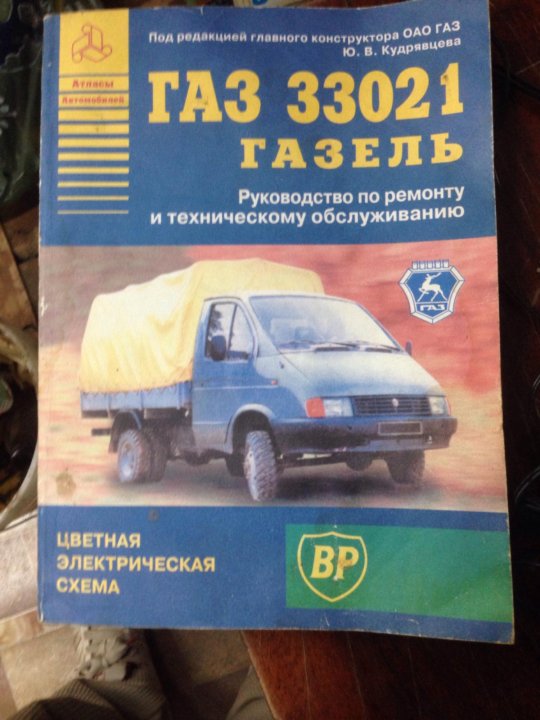 Под редакцией главного конструктора ОАО ГАЗ
Ю. В. Кудрявцева
Атласы
Автомобилей
ГАЗ 33021
ГАЗЕЛЬ
Руководство по ремонту
и техническому обслуживанию
ГАЗ
ЦВЕТНАЯ
ЭЛЕКТРИЧЕСКАЯ
СХЕМА
BP